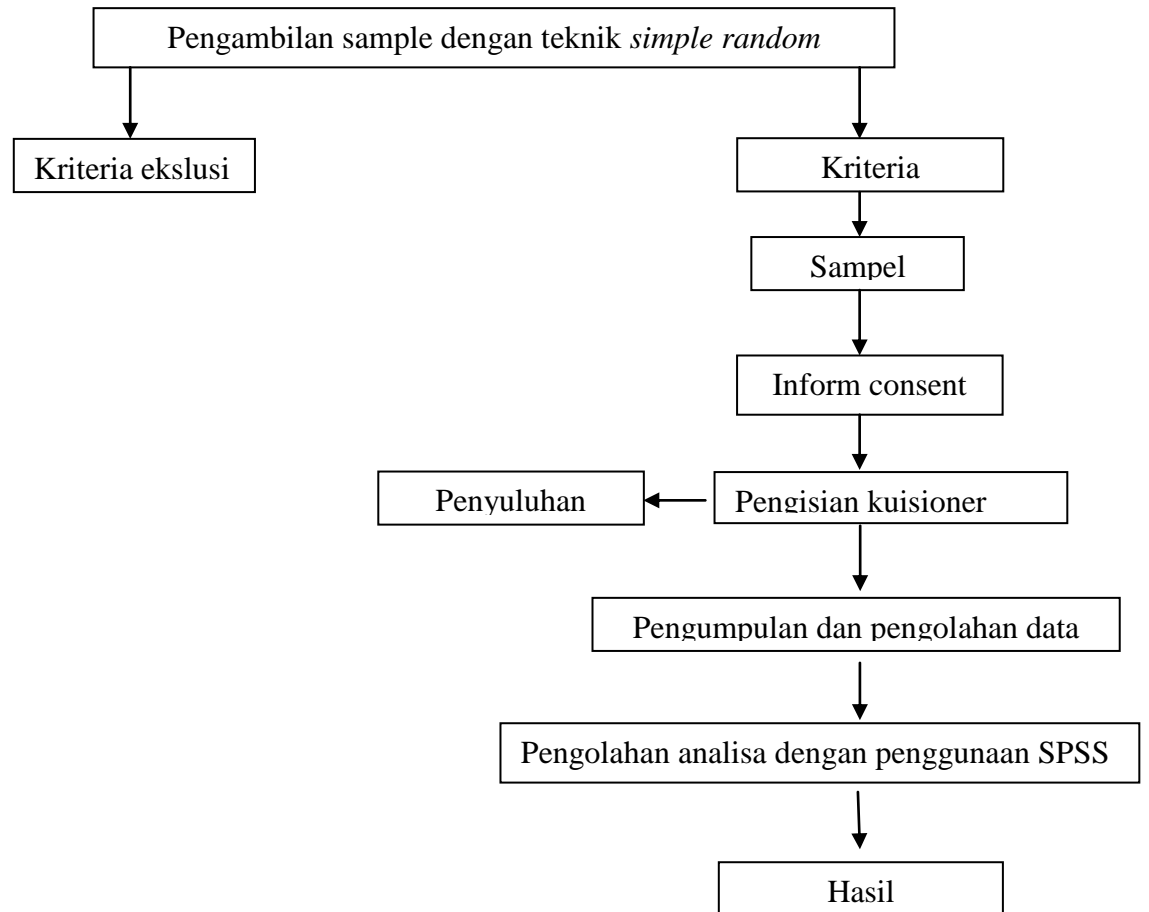 Pengambilan sample dengan teknik simple random
Kriteria ekslusi
Kriteria
Sampel
Inform consent
Penyuluhan
Pengisian kuisioner
Pengumpulan dan pengolahan data
Pengolahan analisa dengan penggunaan SPSS
Hasil